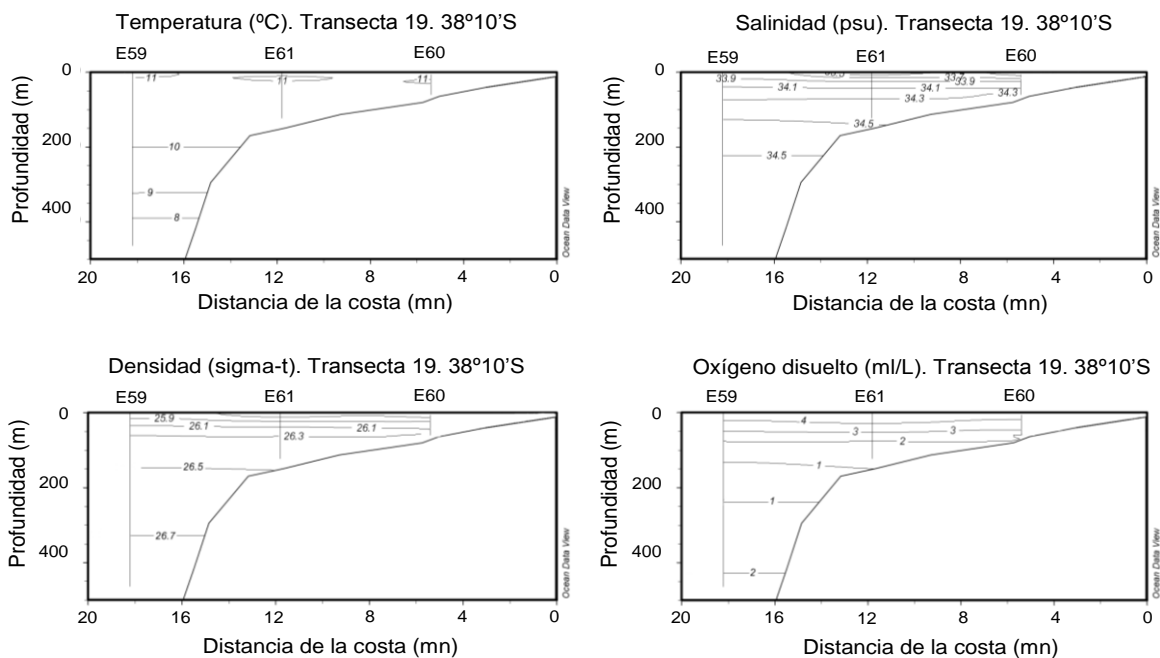 Temperatura (ºC). Transecta 19. 38º10’S
E59 E61 E60
0
200
400
Profundidad (m)
11 11 11
10
9
8
Ocean Data View
20 16 12 8 4 0
Distancia de la costa (mn)
Salinidad (psu). Transecta 19. 38º10’S
E59 E61 E60
0
200
400
Profundidad (m)
33.9 33.9
34.1 34.1
34.3 34.3
34.5
34.5
Ocean Data View
20 16 12 8 4 0
Distancia de la costa (mn)
Densidad (sigma-t). Transecta 19. 38º10’S
E59 E61 E60
0
200
400
Profundidad (m)
25.9
26.1 26.1
26.3
26.5
26.7
Ocean Data View
20 16 12 8 4 0
Distancia de la costa (mn)
Oxígeno disuelto (ml/L). Transecta 19. 38º10’S
E59 E61 E60
0
200
400
Profundidad (m)
4
3 3
2
1
1
2
Ocean Data View
20 16 12 8 4 0
Distancia de la costa (mn)